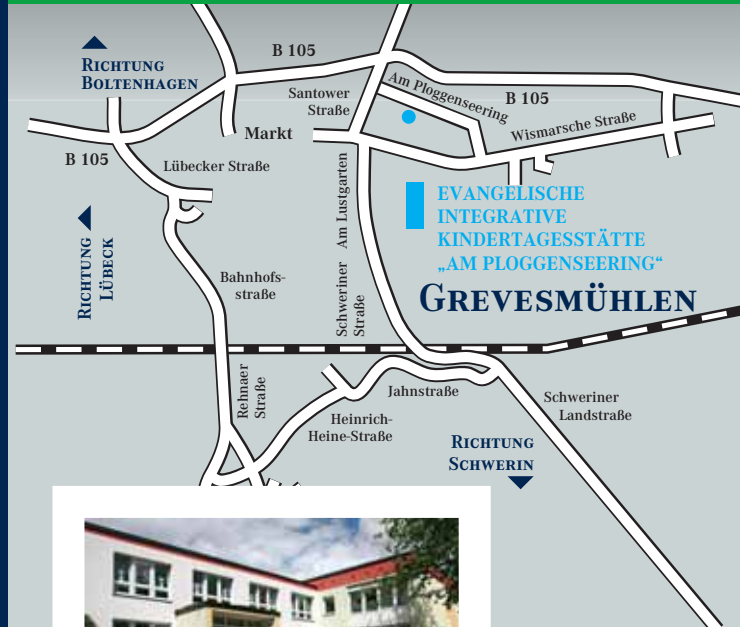 B 105
RICHTUNG
BOLTENHAGEN
Santower
Straße
Am Ploggenseering
B 105
Markt
Wismarsche Straße
B 105
Lübecker Straße
Am Lustgarten
EVANGELISCHE
INTEGRATIVE
KINDERTAGESSTÄTTE
„AM PLOGGENSEERING“
RICHTUNG
LÜBECK
Bahnhofs-
straße
GREVESMÜHLEN
Schweriner
Straße
Rehnaer
Straße
Jahnstraße
Schweriner
Landstraße
Heinrich-
Heine-Straße
RICHTUNG
SCHWERIN